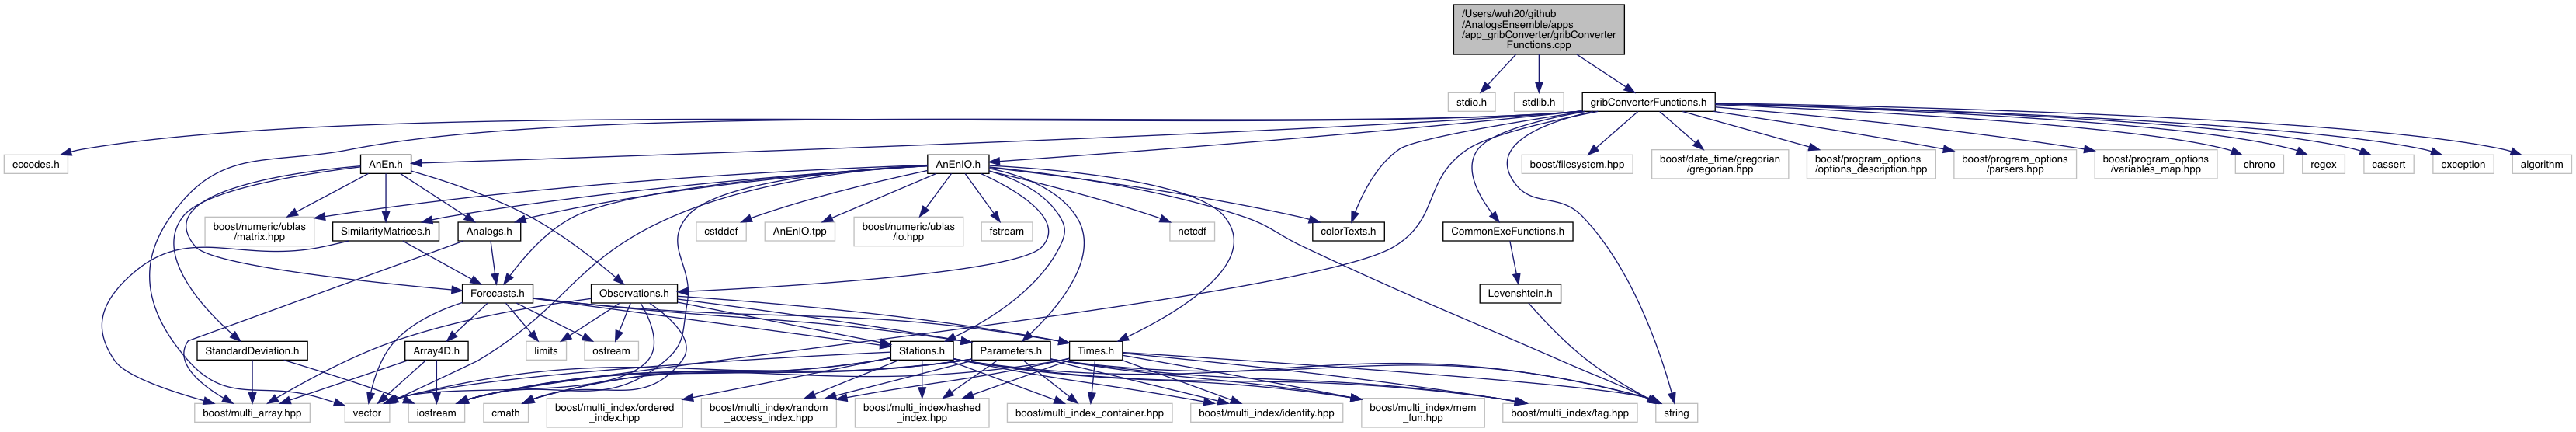 /Users/wuh20/github
/AnalogsEnsemble/apps
/app_gribConverter/gribConverter
Functions.cpp
stdio.h
stdlib.h
gribConverterFunctions.h
eccodes.h
AnEn.h
AnEnIO.h
boost/filesystem.hpp
boost/date_time/gregorian
/gregorian.hpp
boost/program_options
/options_description.hpp
boost/program_options
/parsers.hpp
boost/program_options
/variables_map.hpp
chrono
regex
cassert
exception
algorithm
boost/numeric/ublas
/matrix.hpp
SimilarityMatrices.h
Analogs.h
cstddef
AnEnIO.tpp
boost/numeric/ublas
/io.hpp
fstream
netcdf
colorTexts.h
CommonExeFunctions.h
Forecasts.h
Observations.h
Levenshtein.h
StandardDeviation.h
Array4D.h
limits
ostream
Stations.h
Parameters.h
Times.h
boost/multi_array.hpp
vector
iostream
cmath
boost/multi_index/ordered
_index.hpp
boost/multi_index/random
_access_index.hpp
boost/multi_index/hashed
_index.hpp
boost/multi_index_container.hpp
boost/multi_index/identity.hpp
boost/multi_index/mem
_fun.hpp
boost/multi_index/tag.hpp
string